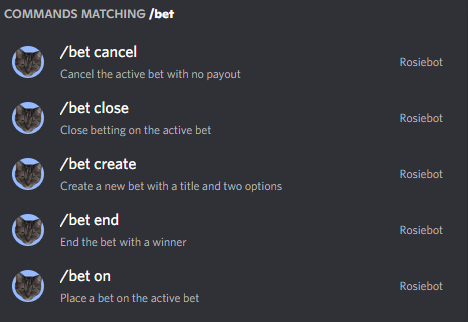 COMMANDS MATCHING /bet
/bet cancel
Cancel the active bet with no payout
Rosiebot
/bet close
Close betting on the active bet
Rosiebot
/bet create
Create a new bet with a title and two options
Rosiebot
/bet end
End the bet with a winner
Rosiebot
/bet on
Place a bet on the active bet
Rosiebot